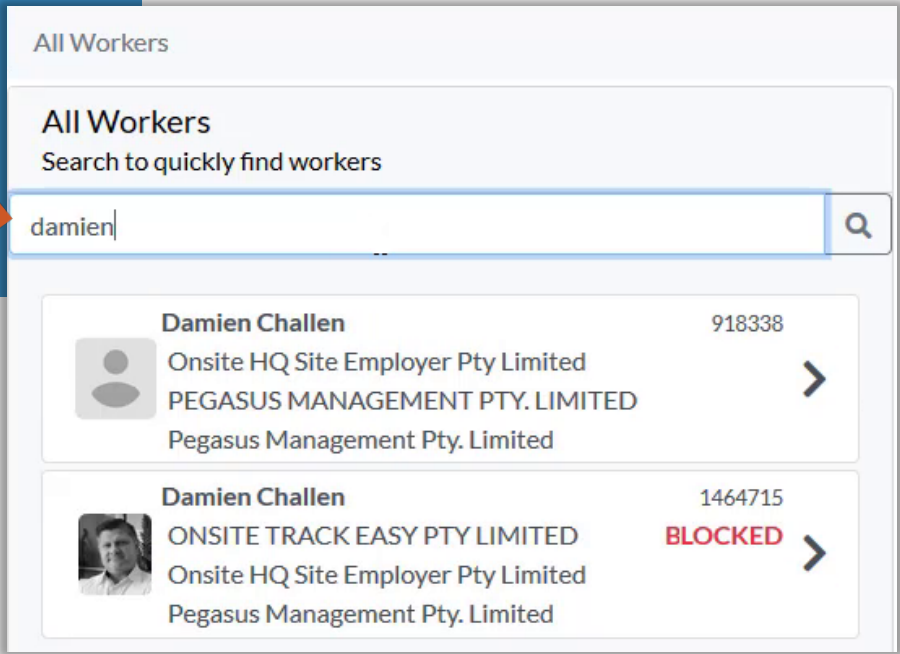 All Workers
All Workers
Search to quickly find workers
damien
Damien Challen 918338
Onsite HQ Site Employer Pty Limited
PEGASUS MANAGEMENT PTY. LIMITED
Pegasus Management Pty. Limited
Damien Challen 1464715
ONSITE TRACK EASY PTY LIMITED BLOCKED
Onsite HQ Site Employer Pty Limited
Pegasus Management Pty. Limited